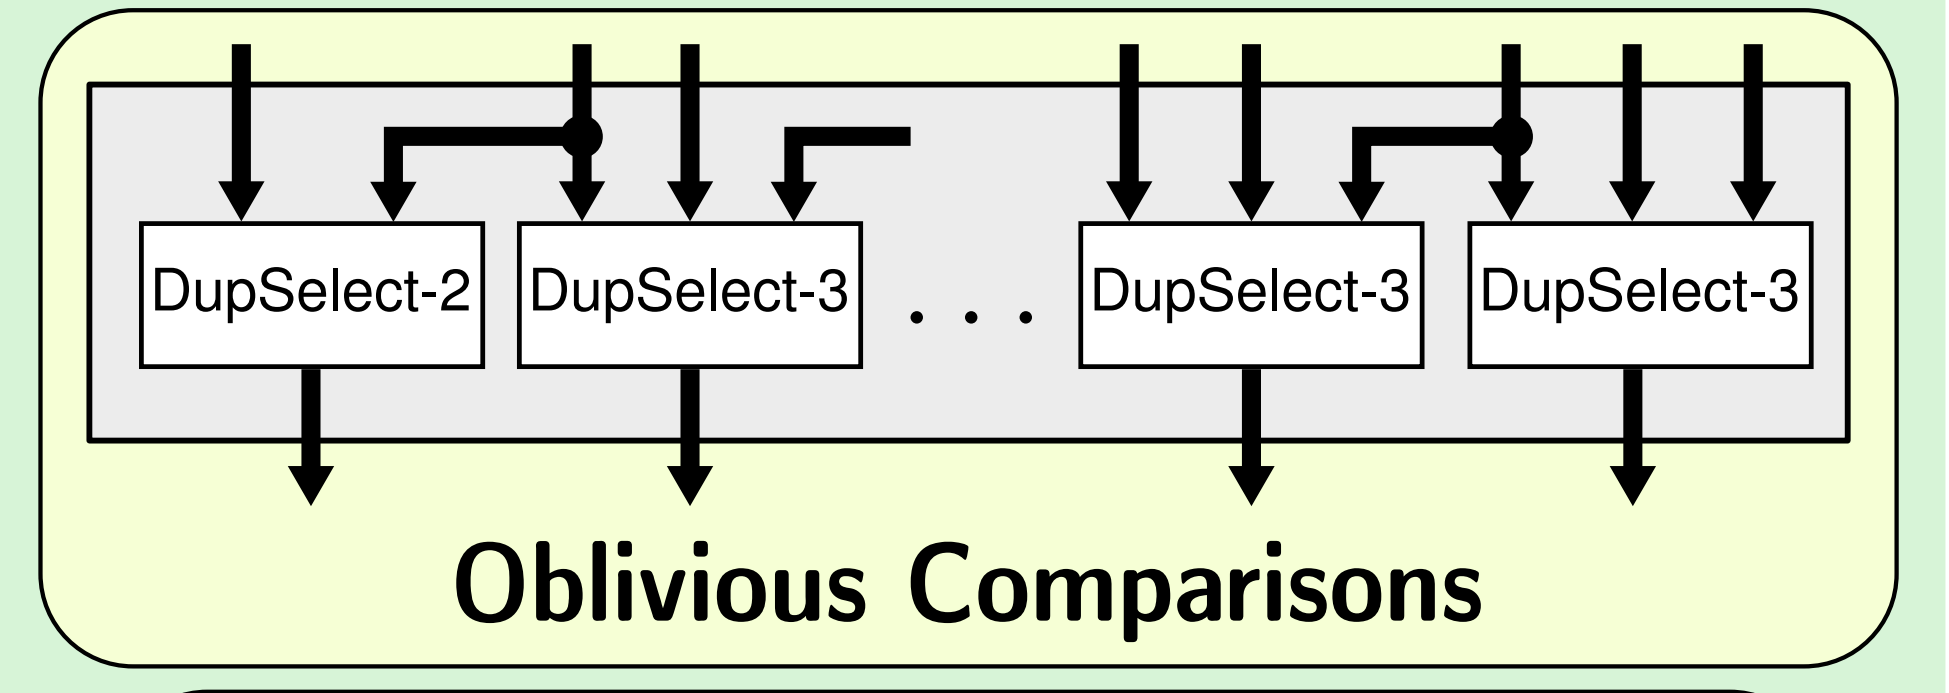 DupSelect-2 DupSelect-3 . . . DupSelect-3 DupSelect-3
Oblivious Comparisons